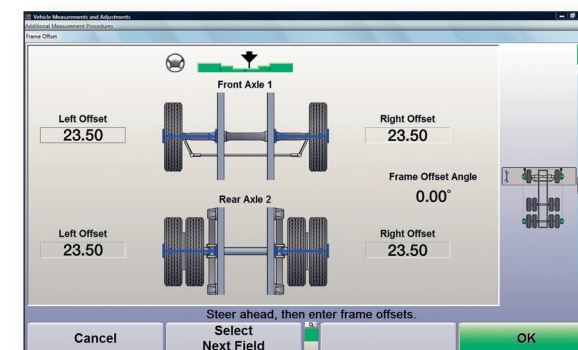 Vehicle Measurements and Adjustments
Additional Measurement Procedures
Frame Offset
Front Axle 1
Left Offset
23.50
Right Offset
23.50
Frame Offset Angle
0.00°
Rear Axle 2
Left Offset
23.50
Right Offset
23.50
Steer ahead, then enter frame offsets.
Cancel
Select
Next Field
OK